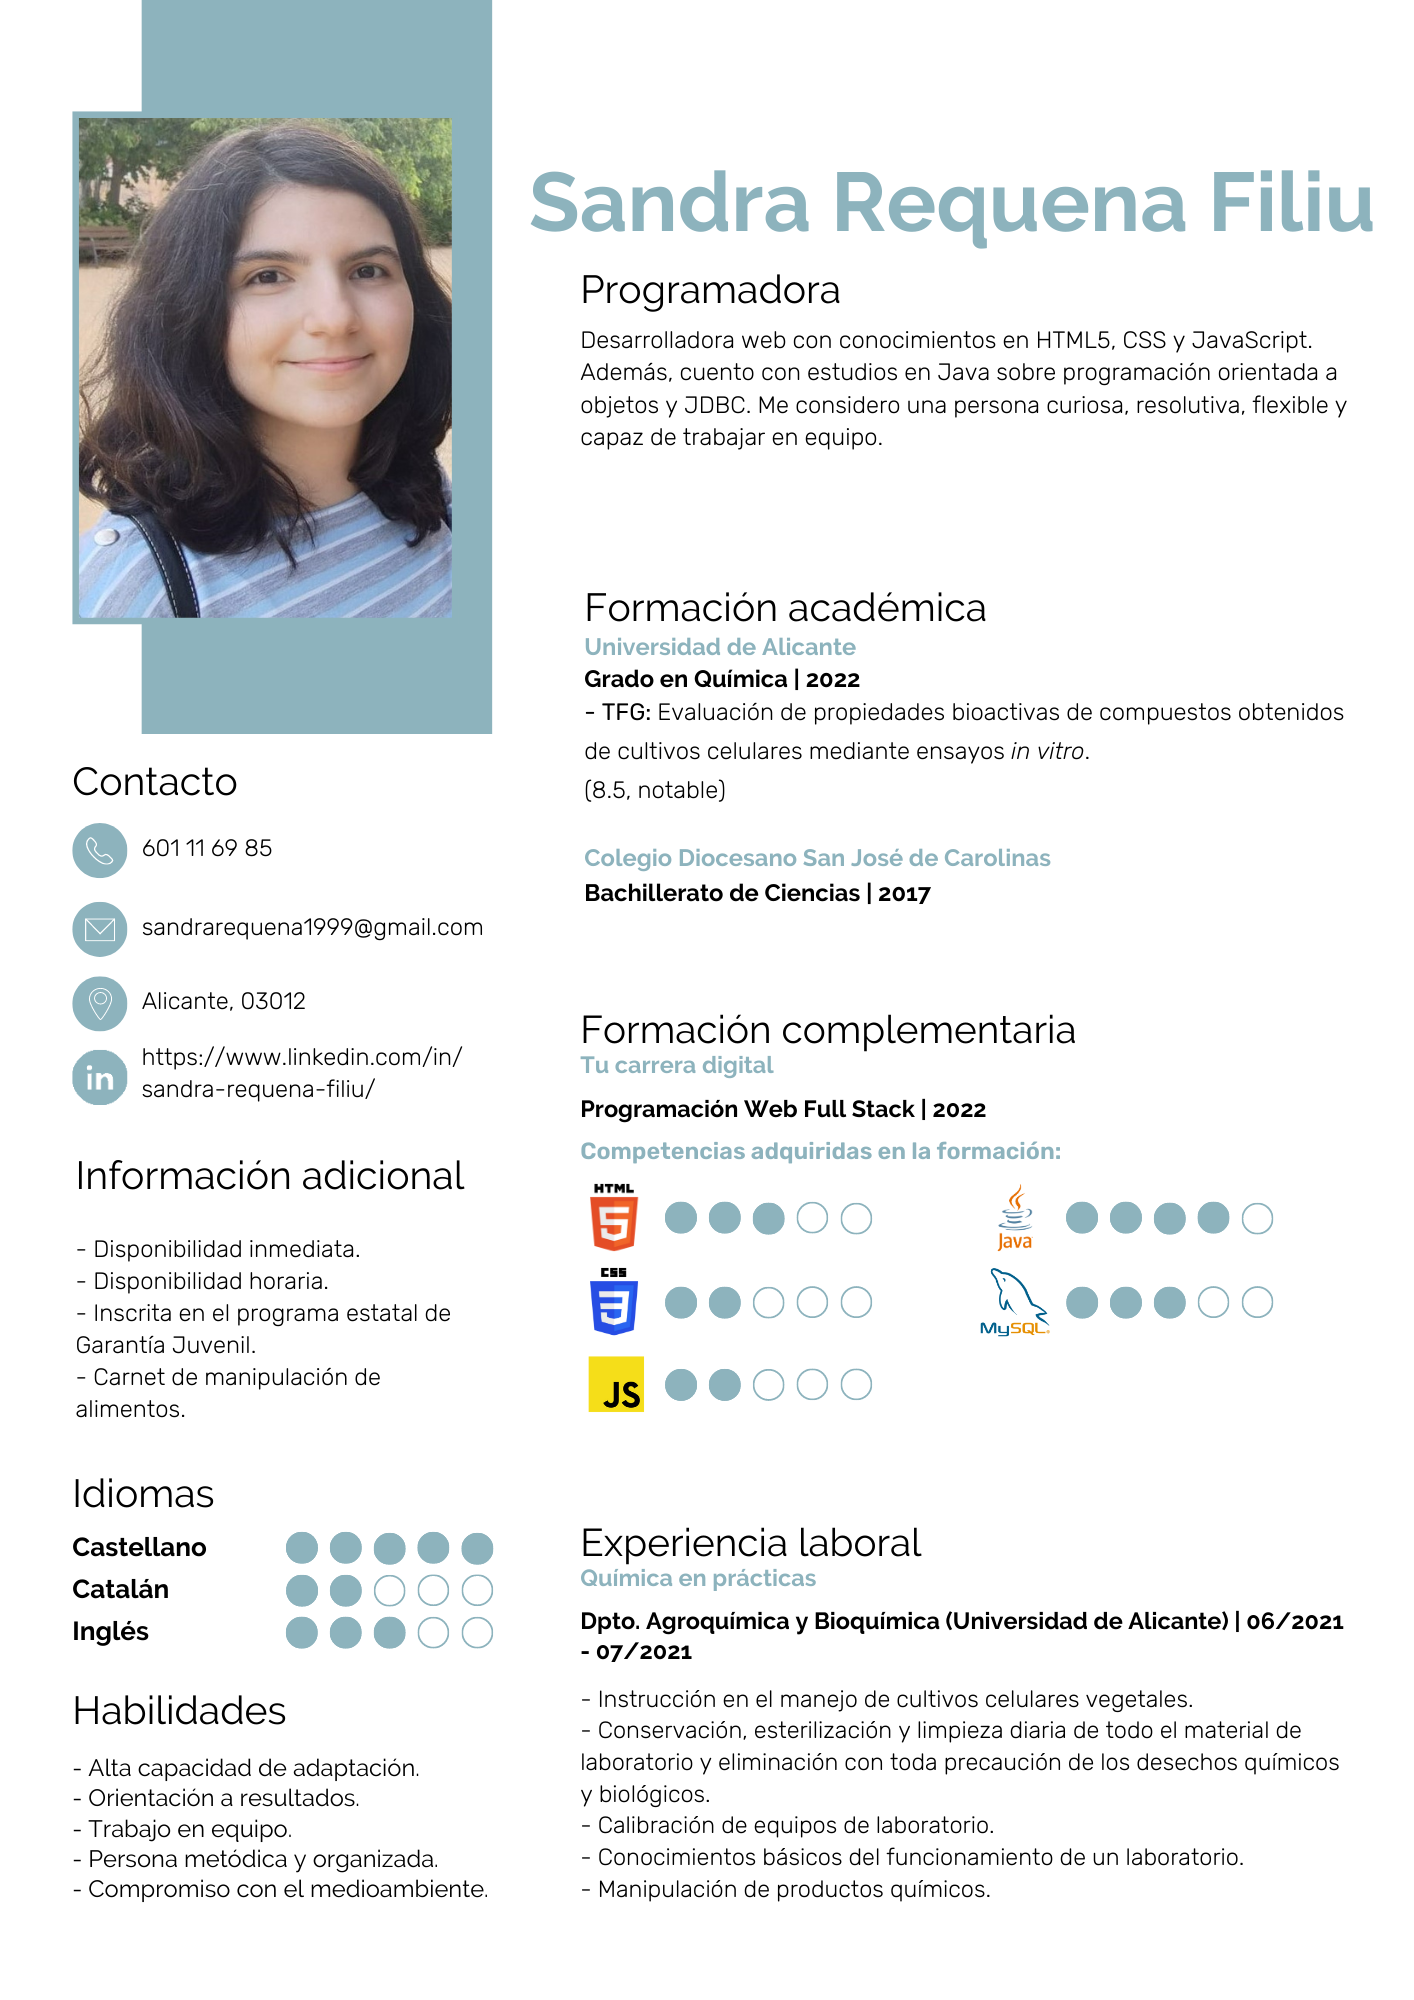 Sandra Requena Filiu
Programadora
Desarrolladora web con conocimientos en HTML5, CSS y JavaScript.
Además, cuento con estudios en Java sobre programación orientada a
objetos y JDBC. Me considero una persona curiosa, resolutiva, flexible y
capaz de trabajar en equipo.
Formación académica
Universidad de Alicante
Grado en Química | 2022
- TFG: Evaluación de propiedades bioactivas de compuestos obtenidos
de cultivos celulares mediante ensayos in vitro.
(8.5, notable)
Colegio Diocesano San José de Carolinas
Bachillerato de Ciencias | 2017
Formación complementaria
Tu carrera digital
Programación Web Full Stack | 2022
Competencias adquiridas en la formación:
HTML
5
Java
CSS
3
MySQL
JS
Experiencia laboral
Química en prácticas
Dpto. Agroquímica y Bioquímica (Universidad de Alicante) | 06/2021
- 07/2021
- Instrucción en el manejo de cultivos celulares vegetales.
- Conservación, esterilización y limpieza diaria de todo el material de
laboratorio y eliminación con toda precaución de los desechos químicos
y biológicos.
- Calibración de equipos de laboratorio.
- Conocimientos básicos del funcionamiento de un laboratorio.
- Manipulación de productos químicos.
Contacto
601 11 69 85
sandrarequena1999@gmail.com
Alicante, 03012
in
https://www.linkedin.com/in/
sandra-requena-filiu/
Información adicional
- Disponibilidad inmediata.
- Disponibilidad horaria.
- Inscrita en el programa estatal de
Garantía Juvenil.
- Carnet de manipulación de
alimentos.
Idiomas
Castellano
Catalán
Inglés
Habilidades
- Alta capacidad de adaptación.
- Orientación a resultados.
- Trabajo en equipo.
- Persona metódica y organizada.
- Compromiso con el medioambiente.